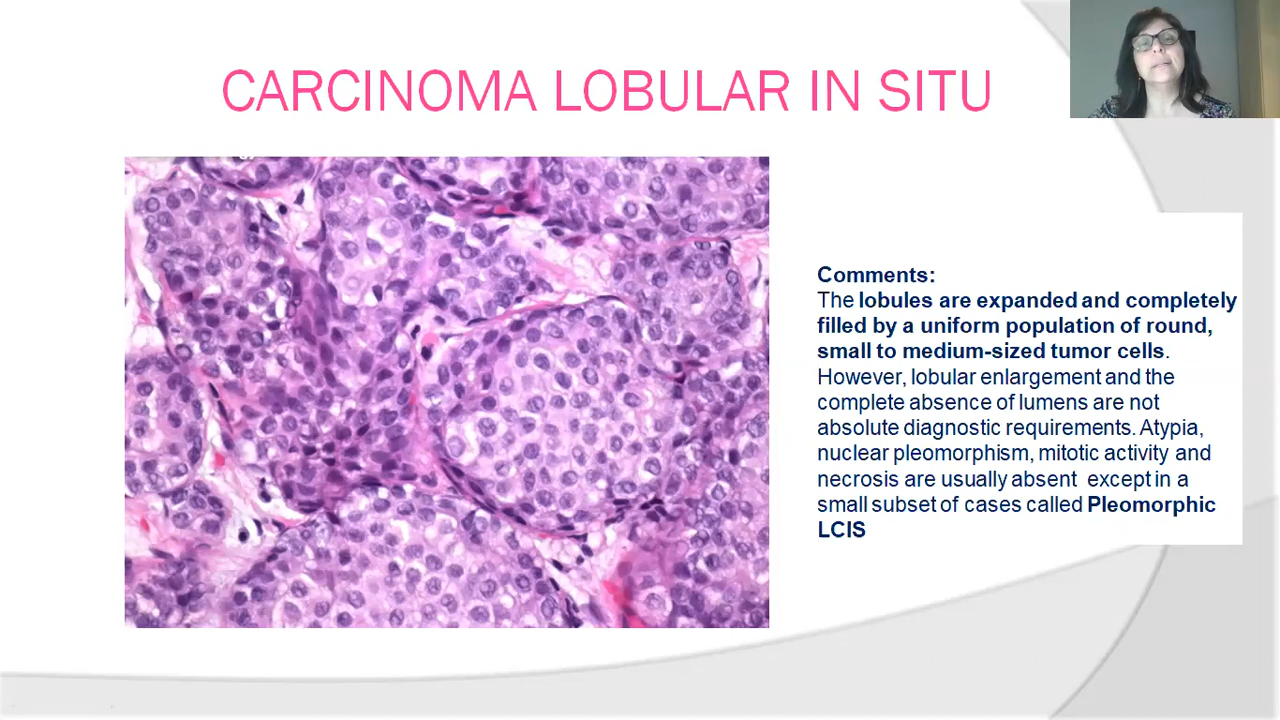 CARCINOMA LOBULAR IN SITU
Comments:
The lobules are expanded and completely
filled by a uniform population of round,
small to medium-sized tumor cells.
However, lobular enlargement and the
complete absence of lumens are not
absolute diagnostic requirements. Atypia,
nuclear pleomorphism, mitotic activity and
necrosis are usually absent except in a
small subset of cases called Pleomorphic
LCIS